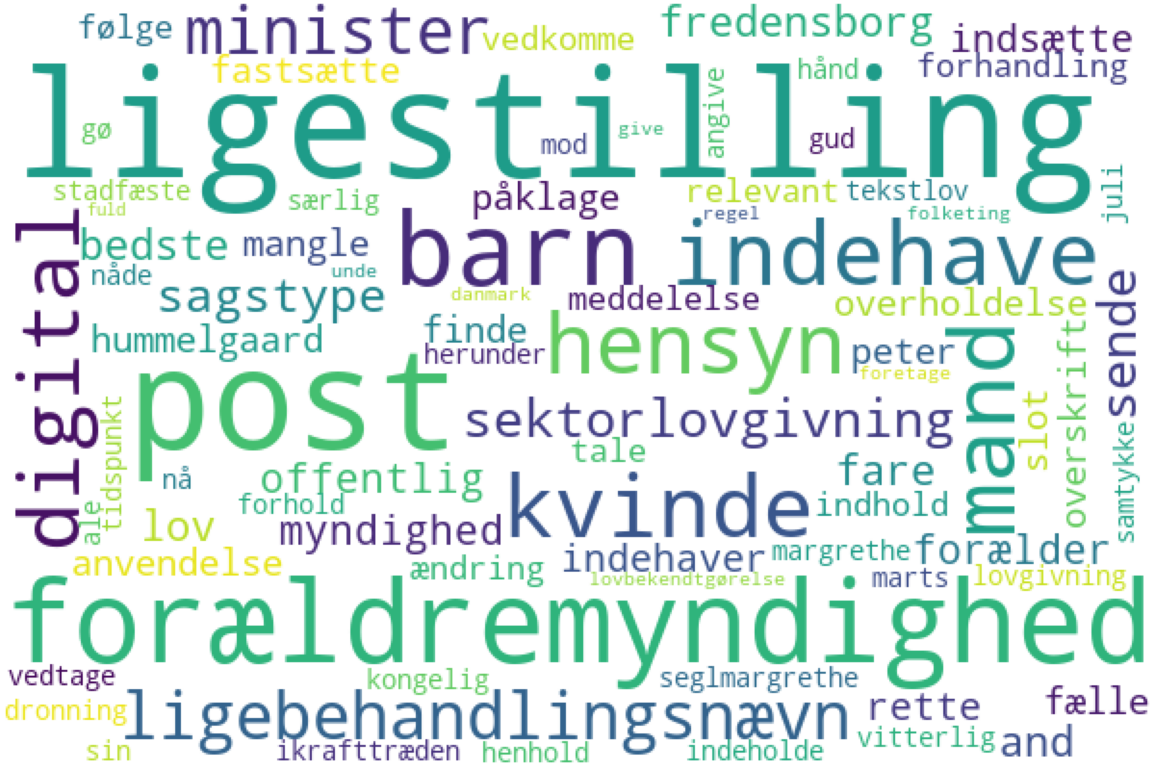 følge minister vedkomme fredensborg indsætte
fastsætte hånd forhandling
ligestilling
gø mod give angive gud
stadfæste særlig påklage relevant tekstlov juli
fuld regel folketing
digital bedste mangle barn indehave
nåde unde
sagstype danmark meddelelse overholdelse sende
hummelgaard finde hensyn
herunder peter mand
foretage
post sektorlovgivning slot overskrift
tidspunkt tale samtykke
nå offentlig kvinde fare
ale forhold indhold
lov myndighed
anvendelse ændring indehaver margrethe forælder
lovbekendtgørelse marts lovgivning
forældremyndighed
vedtage kongelig seglmargrethe
dronning ligebehandlingsnævn rette fælle
sin ikrafttræden henhold indeholde vitterlig and